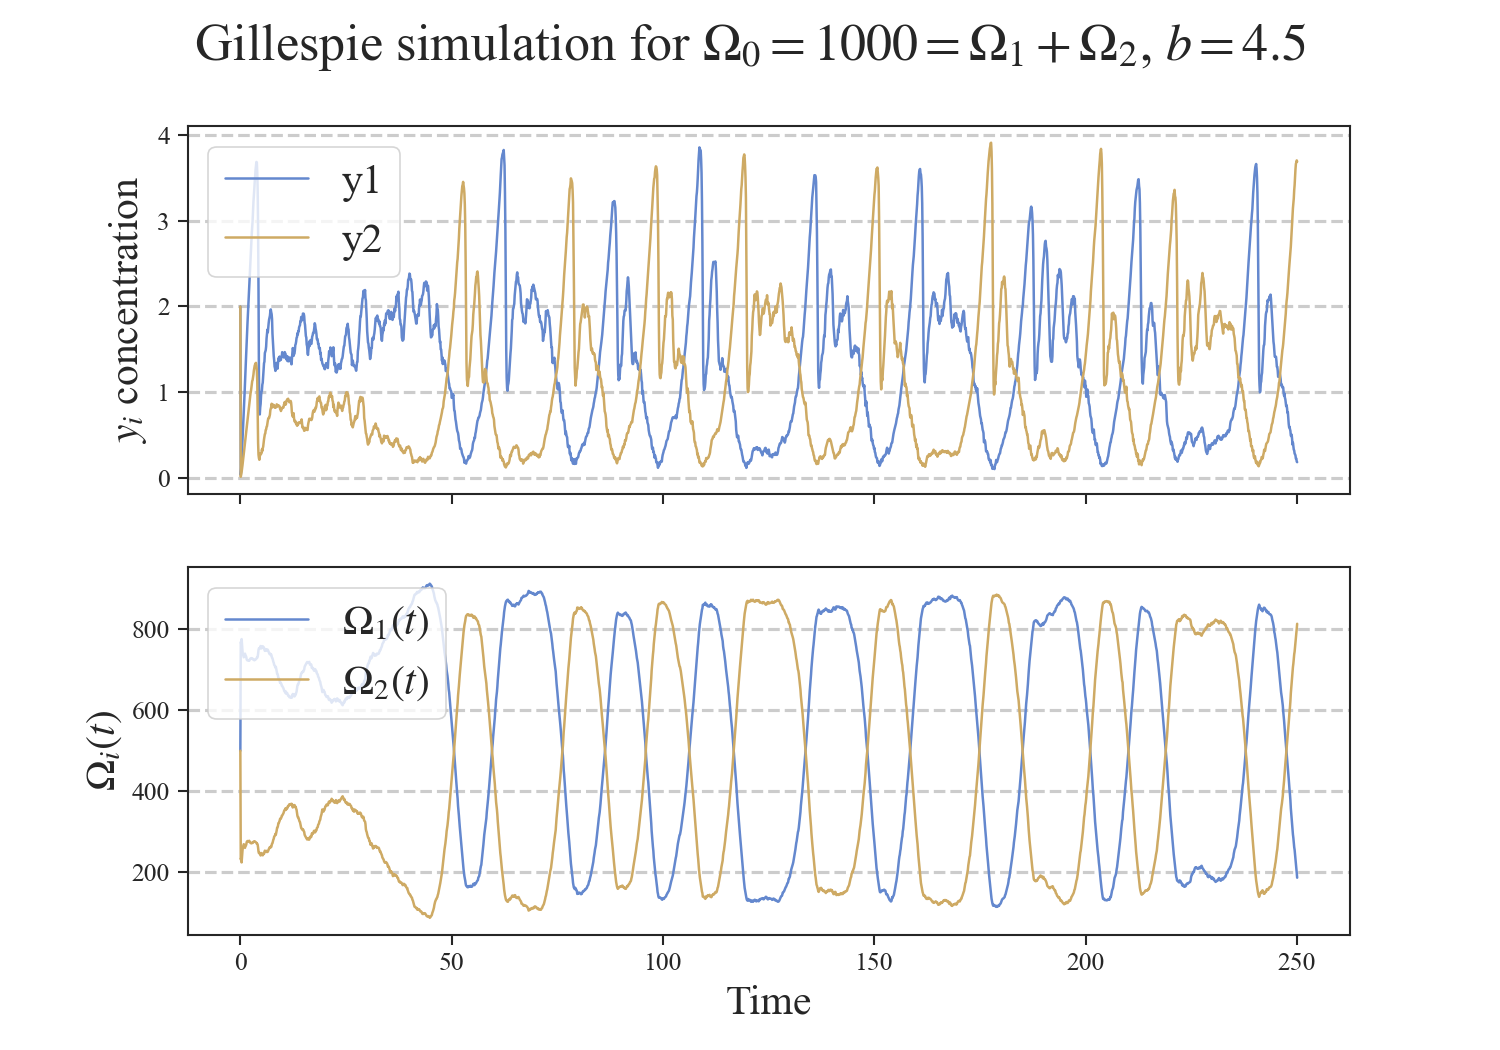 Gillespie simulation for Ω₀ = 1000 = Ω₁ + Ω₂, b = 4.5
4
3
2
1
0
yᵢ concentration
y1
y2
800
600
400
200
Ωᵢ(t)
Ω₁(t)
Ω₂(t)
0 50 100 150 200 250
Time